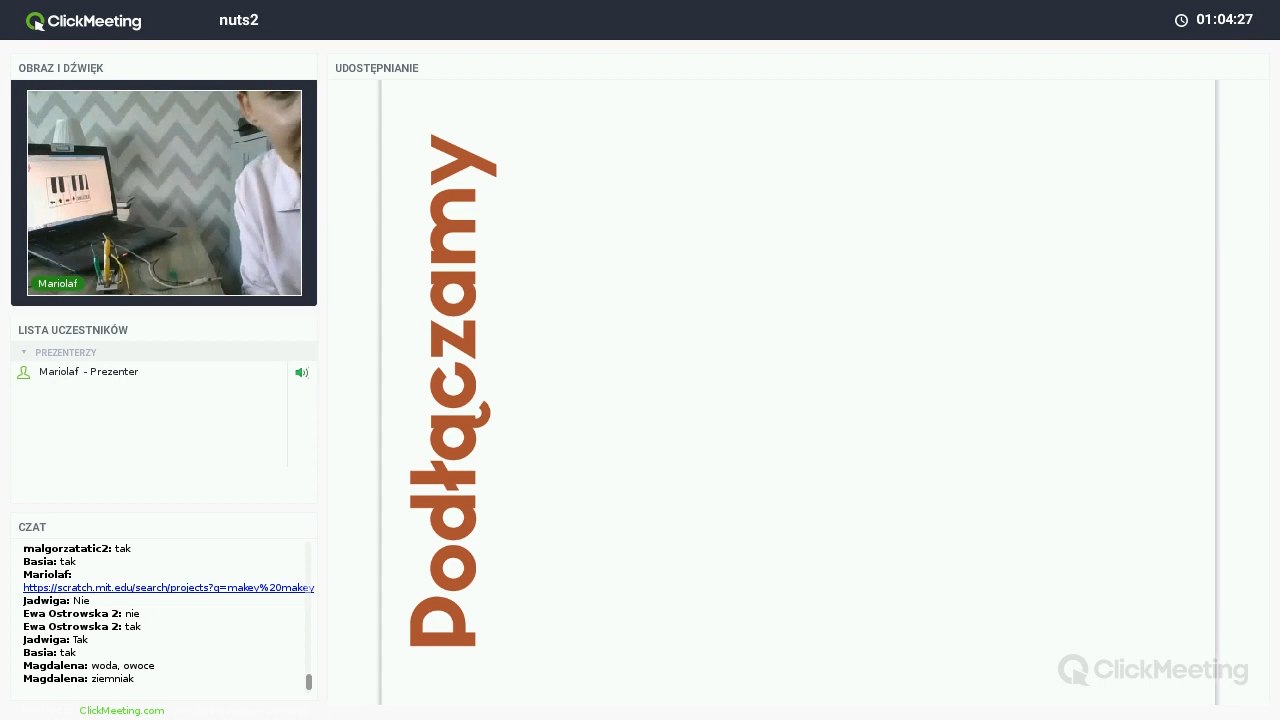 ClickMeeting
nuts2
01:04:27
OBRAZ I DŹWIĘK
Mariolaf
LISTA UCZESTNIKÓW
PREZENTERZY
Mariolaf - Prezenter
CZAT
malgorzatatic2: tak
Basia: tak
Mariolaf:
https://scratch.mit.edu/search/projects?q=makey%20makey
Jadwiga: Nie
Ewa Ostrowska 2: nie
Ewa Ostrowska 2: tak
Jadwiga: Tak
Basia: tak
Magdalena: woda, owoce
Magdalena: ziemniak
ClickMeeting.com
UDOSTĘPNIANIE
Podłączamy
ClickMeeting